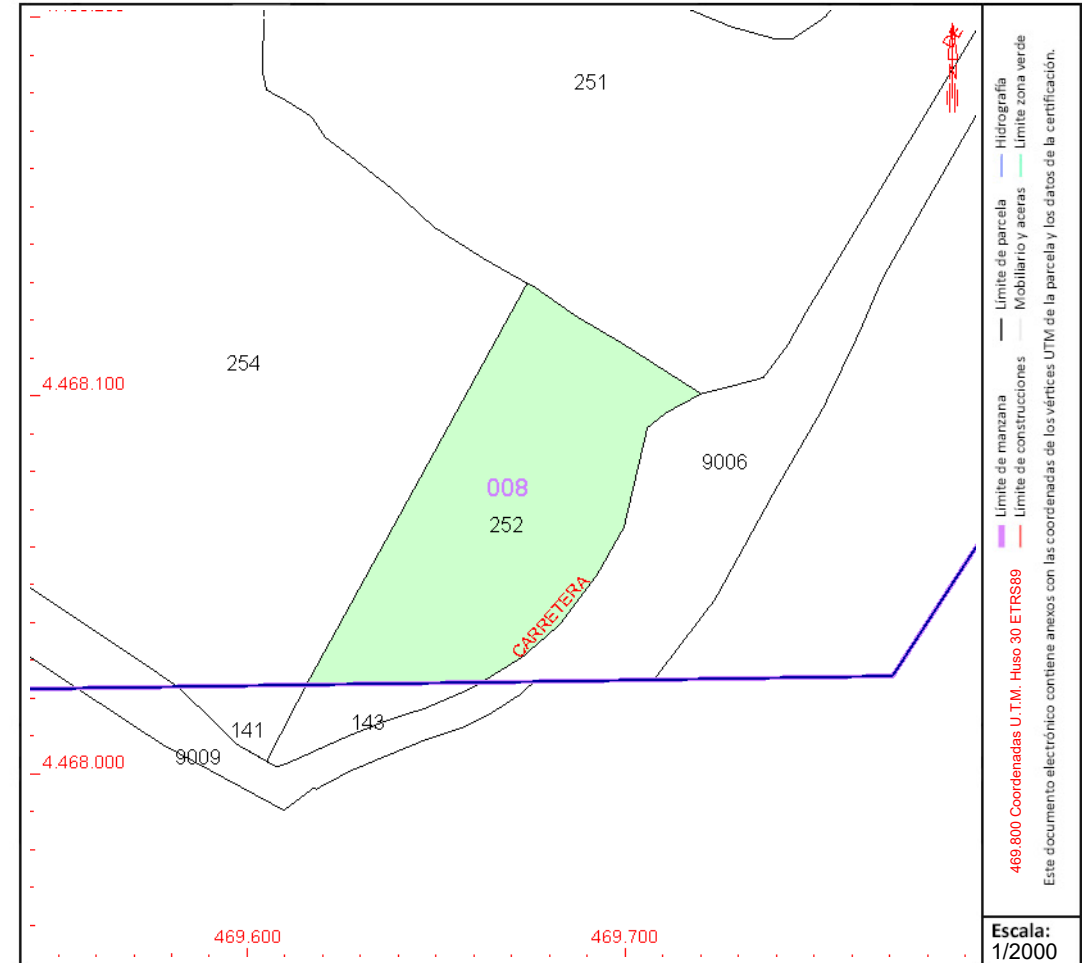 251
254
4.468.100
9006
008
252
CARRETERA
141
143
9009
4.468.000
469.600
469.700
Hidrografía
Límite zona verde
Límite de parcela
Mobiliario y aceras
Límite de manzana
Límite de construcciones
469.800 Coordenadas U.T.M. Huso 30 ETRS89
Este documento electrónico contiene anexos con las coordenadas de los vértices UTM de la parcela y los datos de la certificación.
Escala:
1/2000